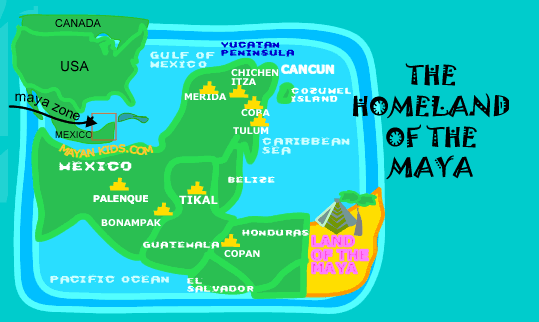 CANADA
USA
maya zone
MEXICO
MAYAN KIDS.COM
GULF OF
MEXICO
YUCATAN
PENINSULA
CHICHEN
ITZA
CANCUN
MERIDA
COZUMEL
ISLAND
COBA
TULUM
CARIBBEAN
SEA
MEXICO
BELIZE
PALENQUE
TIKAL
BONAMPAK
HONDURAS
GUATEMALA
COPAN
PACIFIC OCEAN
EL
SALVADOR
LAND
OF THE
MAYA
THE
HOMELAND
OF THE
MAYA